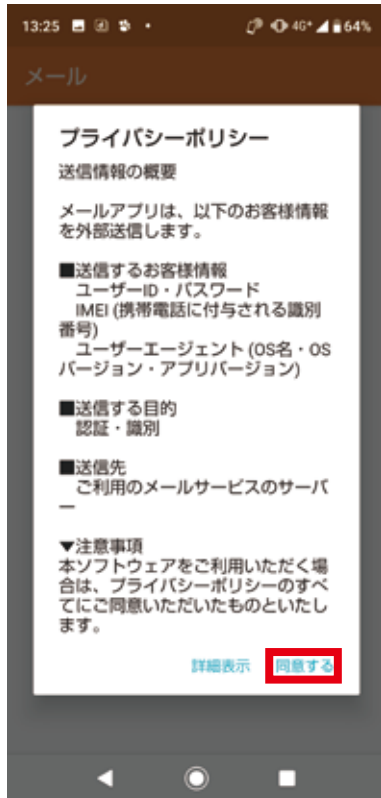 13:25
4G+ 64%
メール
プライバシーポリシー
送信情報の概要
メールアプリは、以下のお客様情報
を外部送信します。
■送信するお客様情報
ユーザーID・パスワード
IMEI (携帯電話に付与される識別
番号)
ユーザーエージェント (OS名・OS
バージョン・アプリバージョン)
■送信する目的
認証・識別
■送信先
ご利用のメールサービスのサーバ
ー
▼注意事項
本ソフトウェアをご利用いただく場
合は、プライバシーポリシーのすべ
てにご同意いただいたものといたし
ます。
詳細表示 同意する